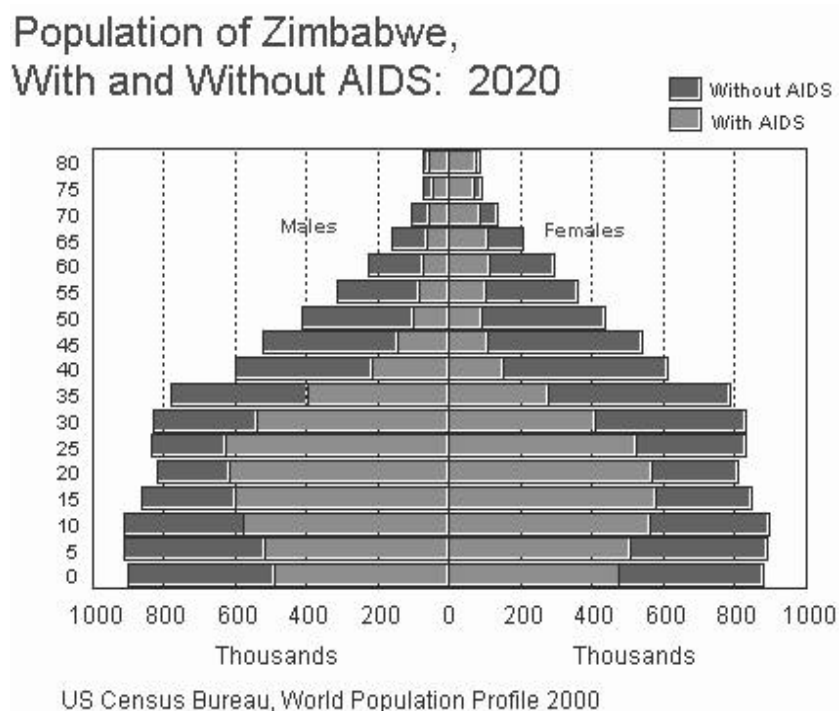 Population of Zimbabwe,
With and Without AIDS: 2020
Without AIDS
With AIDS
80
75
70
Males
Females
65
60
55
50
45
40
35
30
25
20
15
10
5
0
1000 800 600 400 200 0 200 400 600 800 1000
Thousands Thousands
US Census Bureau, World Population Profile 2000